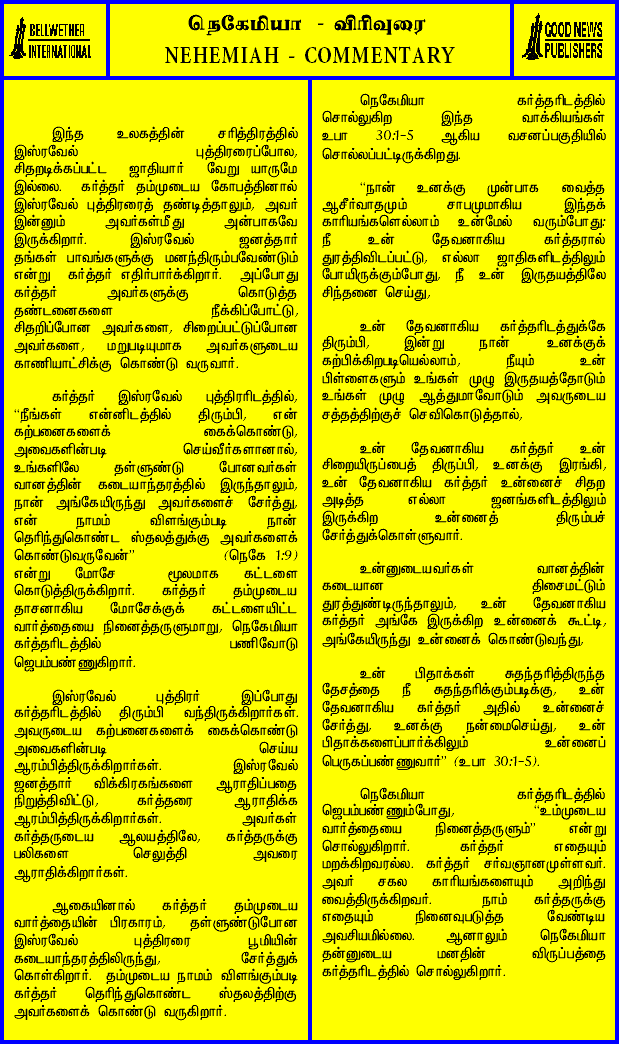 BELLWETHER
INTERNATIONAL
நெகேமியா - விரிவுரை
NEHEMIAH - COMMENTARY
GOOD NEWS
PUBLISHERS
இந்த உலகத்தின் சரித்திரத்தில்
இஸ்ரவேல் புத்திரரைப்போல,
சிதறடிக்கப்பட்ட ஜாதியார் வேறு யாருமே
இல்லை. கர்த்தர் தம்முடைய கோபத்தினால்
இஸ்ரவேல் புத்திரரைத் தண்டித்தாலும், அவர்
இன்னும் அவர்கள்மீது அன்பாகவே
இருக்கிறார். இஸ்ரவேல் ஜனத்தார்
தங்கள் பாவங்களுக்கு மனந்திரும்பவேண்டும்
என்று கர்த்தர் எதிர்பார்க்கிறார். அப்போது
கர்த்தர் அவர்களுக்கு கொடுத்த
தண்டனைகளை நீக்கிப்போட்டு,
சிதறிப்போன அவர்களை, சிறைப்பட்டுப்போன
அவர்களை, மறுபடியுமாக அவர்களுடைய
காணியாட்சிக்கு கொண்டு வருவார்.
கர்த்தர் இஸ்ரவேல் புத்திரரிடத்தில்,
“நீங்கள் என்னிடத்தில் திரும்பி, என்
கற்பனைகளைக் கைக்கொண்டு,
அவைகளின்படி செய்வீர்களானால்,
உங்களிலே தள்ளுண்டு போனவர்கள்
வானத்தின் கடையாந்தரத்தில் இருந்தாலும்,
நான் அங்கேயிருந்து அவர்களைச் சேர்த்து,
என் நாமம் விளங்கும்படி நான்
தெரிந்துகொண்ட ஸ்தலத்துக்கு அவர்களைக்
கொண்டுவருவேன்” (நெகே 1:9)
என்று மோசே மூலமாக கட்டளை
கொடுத்திருக்கிறார். கர்த்தர் தம்முடைய
தாசனாகிய மோசேக்குக் கட்டளையிட்ட
வார்த்தையை நினைத்தருளுமாறு, நெகேமியா
கர்த்தரிடத்தில் பணிவோடு
ஜெபம்பண்ணுகிறார்.
இஸ்ரவேல் புத்திரர் இப்போது
கர்த்தரிடத்தில் திரும்பி வந்திருக்கிறார்கள்.
அவருடைய கற்பனைகளைக் கைக்கொண்டு
அவைகளின்படி செய்ய
ஆரம்பித்திருக்கிறார்கள். இஸ்ரவேல்
ஜனத்தார் விக்கிரகங்களை ஆராதிப்பதை
நிறுத்திவிட்டு, கர்த்தரை ஆராதிக்க
ஆரம்பித்திருக்கிறார்கள். அவர்கள்
கர்த்தருடைய ஆலயத்திலே, கர்த்தருக்கு
பலிகளை செலுத்தி அவரை
ஆராதிக்கிறார்கள்.
ஆகையினால் கர்த்தர் தம்முடைய
வார்த்தையின் பிரகாரம், தள்ளுண்டுபோன
இஸ்ரவேல் புத்திரரை பூமியின்
கடையாந்தரத்திலிருந்து, சேர்த்துக்
கொள்கிறார். தம்முடைய நாமம் விளங்கும்படி
கர்த்தர் தெரிந்துகொண்ட ஸ்தலத்திற்கு
அவர்களைக் கொண்டு வருகிறார்.
நெகேமியா கர்த்தரிடத்தில்
சொல்லுகிற இந்த வாக்கியங்கள்
உபா 30:1-5 ஆகிய வசனப்பகுதியில்
சொல்லப்பட்டிருக்கிறது.
“நான் உனக்கு முன்பாக வைத்த
ஆசீர்வாதமும் சாபமுமாகிய இந்தக்
காரியங்களெல்லாம் உன்மேல் வரும்போது:
நீ உன் தேவனாகிய கர்த்தரால்
துரத்திவிடப்பட்டு, எல்லா ஜாதிகளிடத்திலும்
போயிருக்கும்போது, நீ உன் இருதயத்திலே
சிந்தனை செய்து,
உன் தேவனாகிய கர்த்தரிடத்துக்கே
திரும்பி, இன்று நான் உனக்குக்
கற்பிக்கிறபடியெல்லாம், நீயும் உன்
பிள்ளைகளும் உங்கள் முழு இருதயத்தோடும்
உங்கள் முழு ஆத்துமாவோடும் அவருடைய
சத்தத்திற்குச் செவிகொடுத்தால்,
உன் தேவனாகிய கர்த்தர் உன்
சிறையிருப்பைத் திருப்பி, உனக்கு இரங்கி,
உன் தேவனாகிய கர்த்தர் உன்னைச் சிதற
அடித்த எல்லா ஜனங்களிடத்திலும்
இருக்கிற உன்னைத் திரும்பச்
சேர்த்துக்கொள்ளுவார்.
உன்னுடையவர்கள் வானத்தின்
கடையான திசைமட்டும்
துரத்துண்டிருந்தாலும், உன் தேவனாகிய
கர்த்தர் அங்கே இருக்கிற உன்னைக் கூட்டி,
அங்கேயிருந்து உன்னைக் கொண்டுவந்து,
உன் பிதாக்கள் சுதந்தரித்திருந்த
தேசத்தை நீ சுதந்தரிக்கும்படிக்கு, உன்
தேவனாகிய கர்த்தர் அதில் உன்னைச்
சேர்த்து, உனக்கு நன்மைசெய்து, உன்
பிதாக்களைப்பார்க்கிலும் உன்னைப்
பெருகப்பண்ணுவார்” (உபா 30:1-5).
நெகேமியா கர்த்தரிடத்தில்
ஜெபம்பண்ணும்போது, “உம்முடைய
வார்த்தையை நினைத்தருளும்” என்று
சொல்லுகிறார். கர்த்தர் எதையும்
மறக்கிறவரல்ல. கர்த்தர் சர்வஞானமுள்ளவர்.
அவர் சகல காரியங்களையும் அறிந்து
வைத்திருக்கிறவர். நாம் கர்த்தருக்கு
எதையும் நினைவுபடுத்த வேண்டிய
அவசியமில்லை. ஆனாலும் நெகேமியா
தன்னுடைய மனதின் விருப்பத்தை
கர்த்தரிடத்தில் சொல்லுகிறார்.